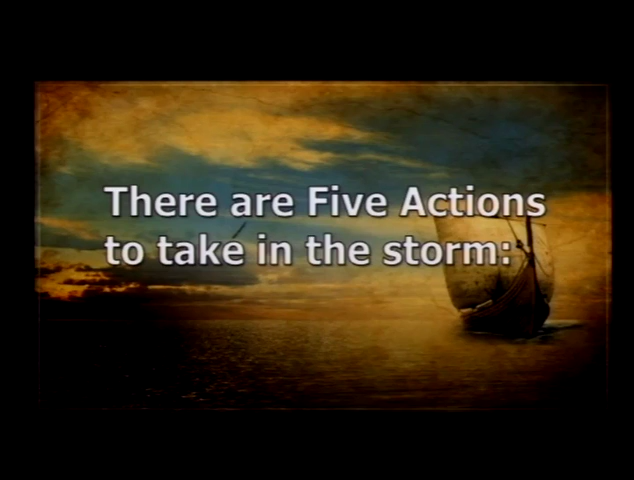 There are Five Actions
to take in the storm: